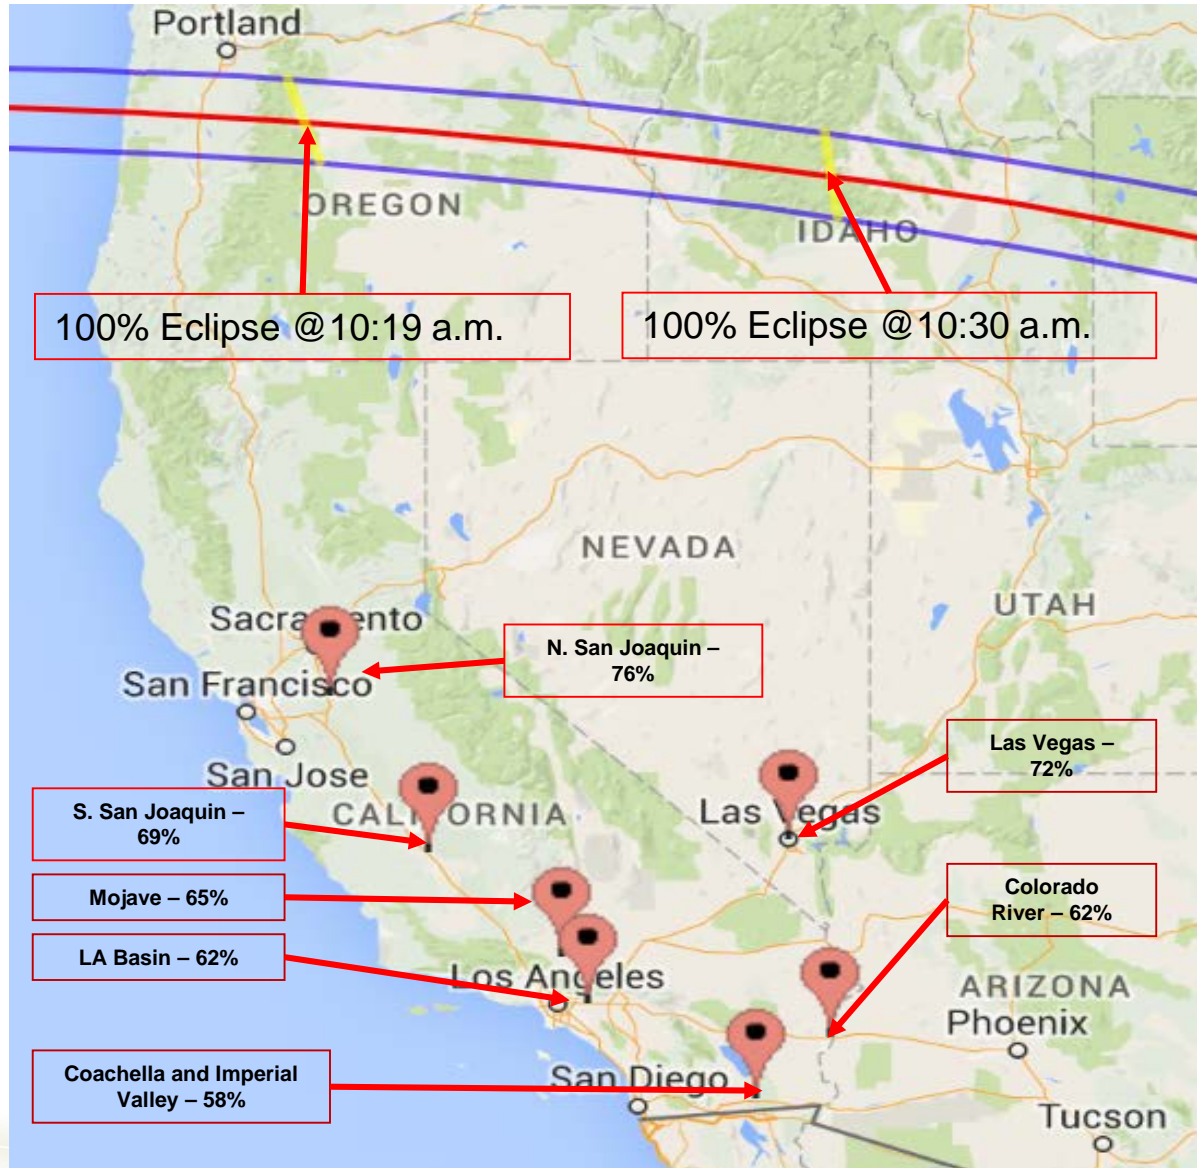 Portland
OREGON
IDAHO
100% Eclipse @10:19 a.m.
100% Eclipse @10:30 a.m.
NEVADA
UTAH
Sacramento
N. San Joaquin –
76%
San Francisco
San Jose
Las Vegas –
72%
CALIFORNIA
Las Vegas
S. San Joaquin –
69%
Mojave – 65%
Colorado
River – 62%
LA Basin – 62%
Los Angeles
ARIZONA
Phoenix
Coachella and Imperial
Valley – 58%
San Diego
Tucson